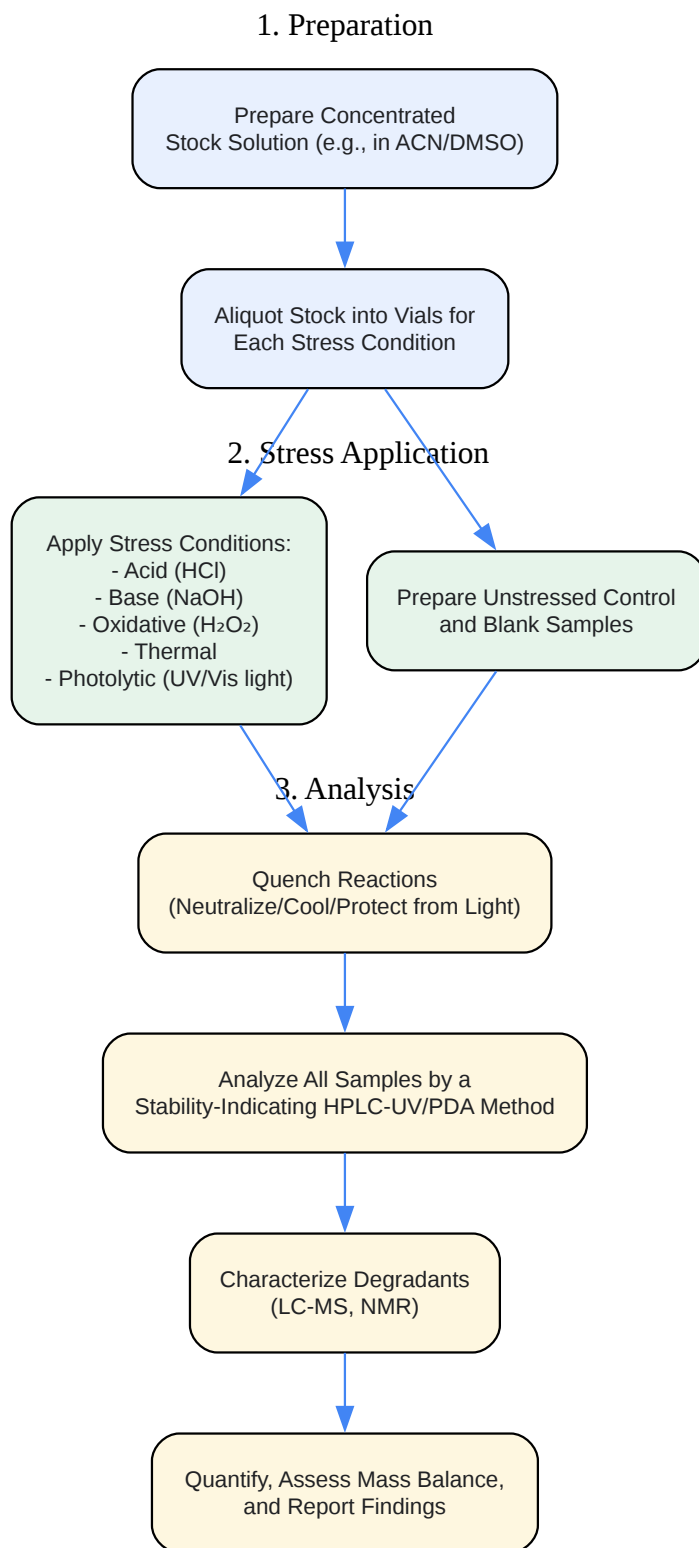 1. Preparation
Prepare Concentrated
Stock Solution (e.g., in ACN/DMSO)
Aliquot Stock into Vials for
Each Stress Condition
2. Stress Application
Apply Stress Conditions:
- Acid (HCl)
- Base (NaOH)
- Oxidative (H₂O₂)
- Thermal
- Photolytic (UV/Vis light)
Prepare Unstressed Control
and Blank Samples
3. Analysis
Quench Reactions
(Neutralize/Cool/Protect from Light)
Analyze All Samples by a
Stability-Indicating HPLC-UV/PDA Method
Characterize Degradants
(LC-MS, NMR)
Quantify, Assess Mass Balance,
and Report Findings